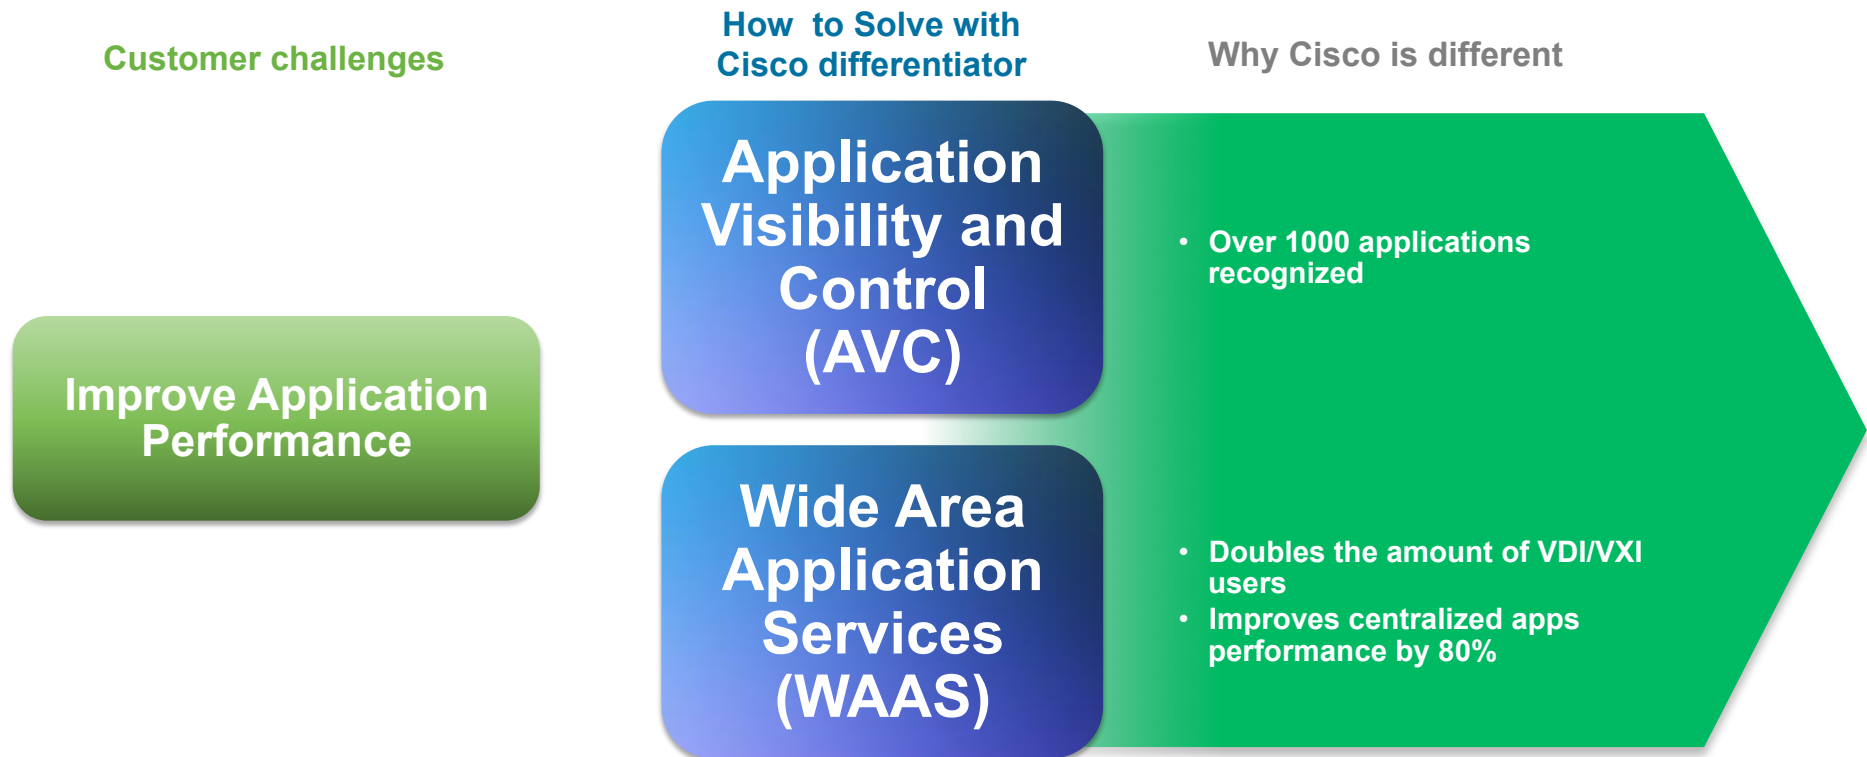 Customer challenges
How to Solve with
Cisco differentiator
Why Cisco is different
Improve Application
Performance
Application
Visibility and
Control
(AVC)
• Over 1000 applications
recognized
Wide Area
Application
Services
(WAAS)
• Doubles the amount of VDI/VXI
users
• Improves centralized apps
performance by 80%